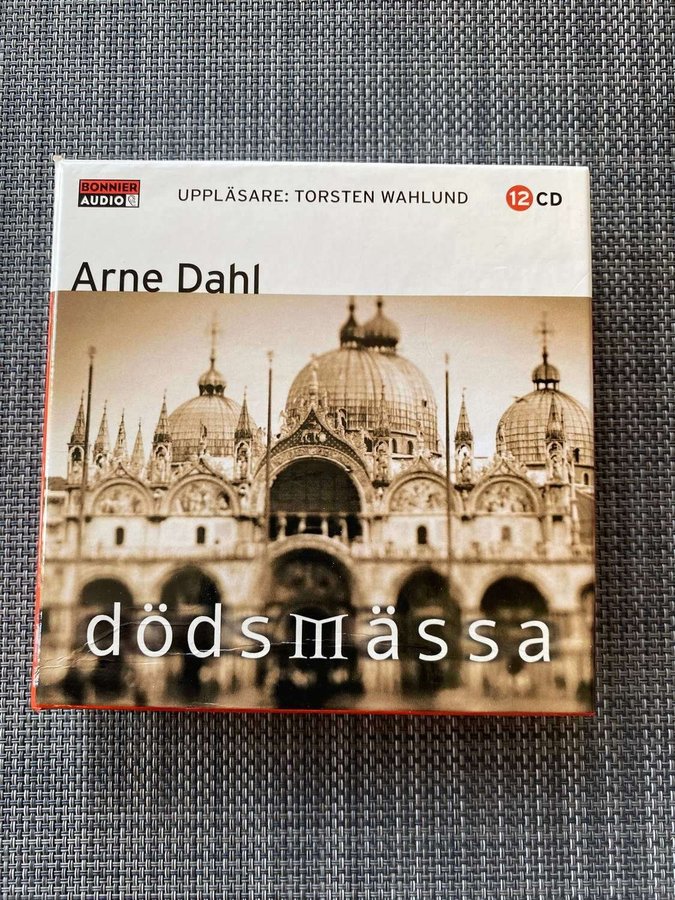 BONNIER
AUDIO
UPPLÄSARE: TORSTEN WAHLUND
12 CD
Arne Dahl
dödsmässa